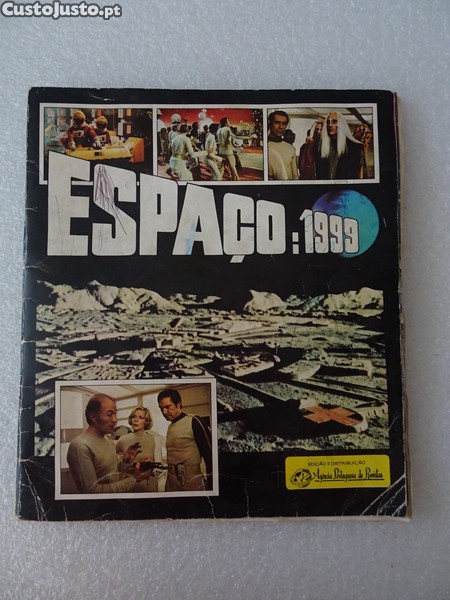 CustoJusto.pt
ESPAÇO: 1999
EDIÇÃO E DISTRIBUIÇÃO
Agência Portuguesa de Revistas